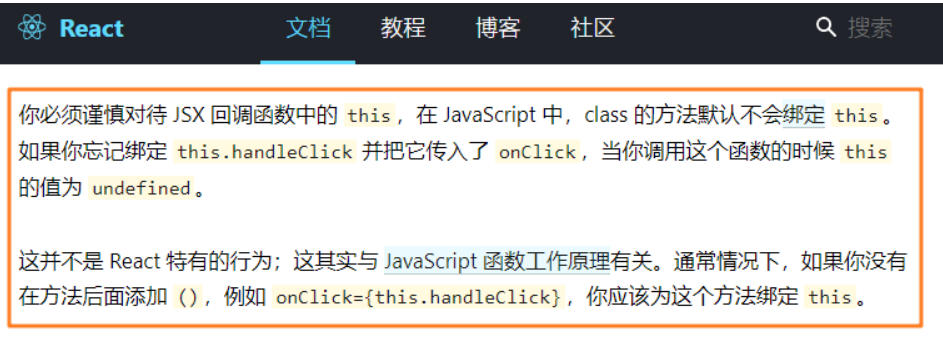 React 文档 教程 博客 社区 搜索
你必须谨慎对待 JSX 回调函数中的 this，在 JavaScript 中，class 的方法默认不会绑定 this。
如果你忘记绑定 this.handleClick 并把它传入了 onClick，当你调用这个函数的时候 this
的值为 undefined。
这并不是 React 特有的行为；这其实与 JavaScript 函数工作原理有关。通常情况下，如果你没有
在方法后面添加 ()，例如 onClick={this.handleClick}，你应该为这个方法绑定 this。